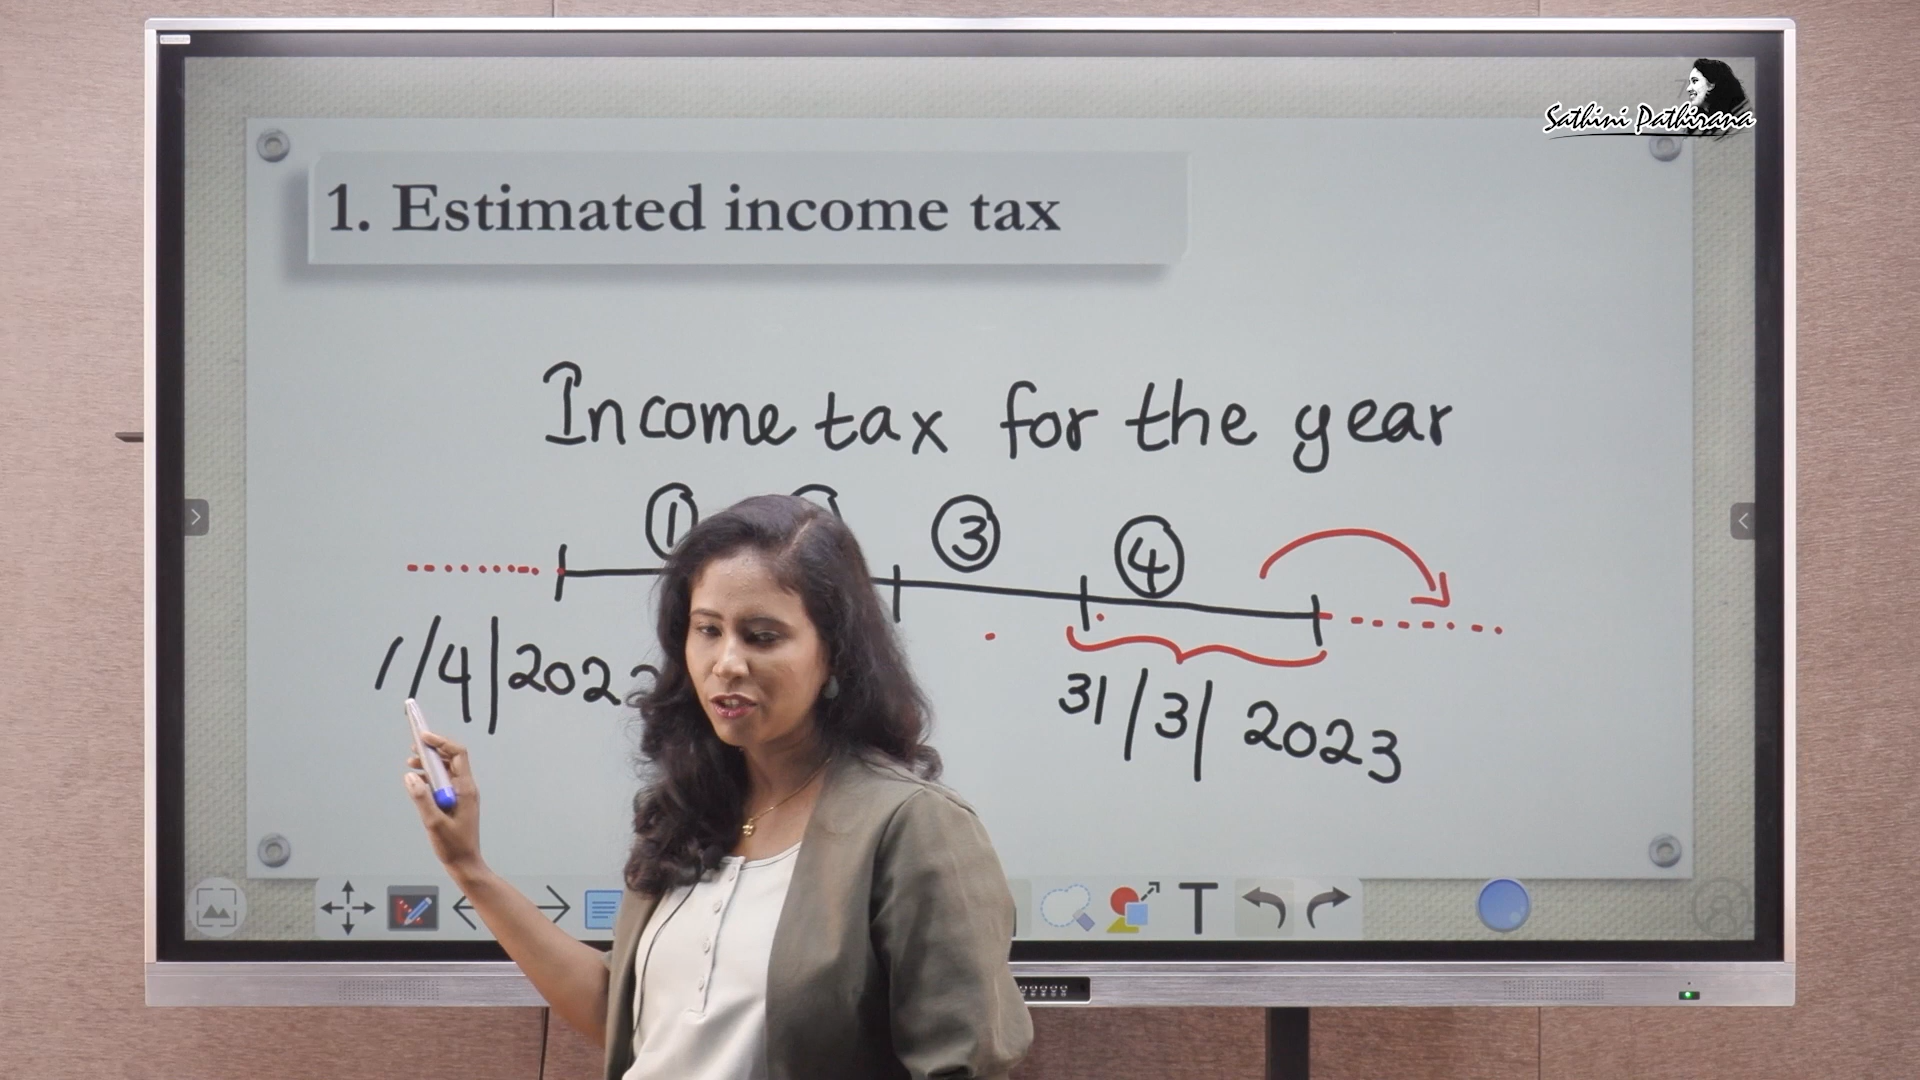 Sathini Pathirana
1. Estimated income tax
Income tax for the year
① ③ ④
1/4/2022 31/3/2023
T